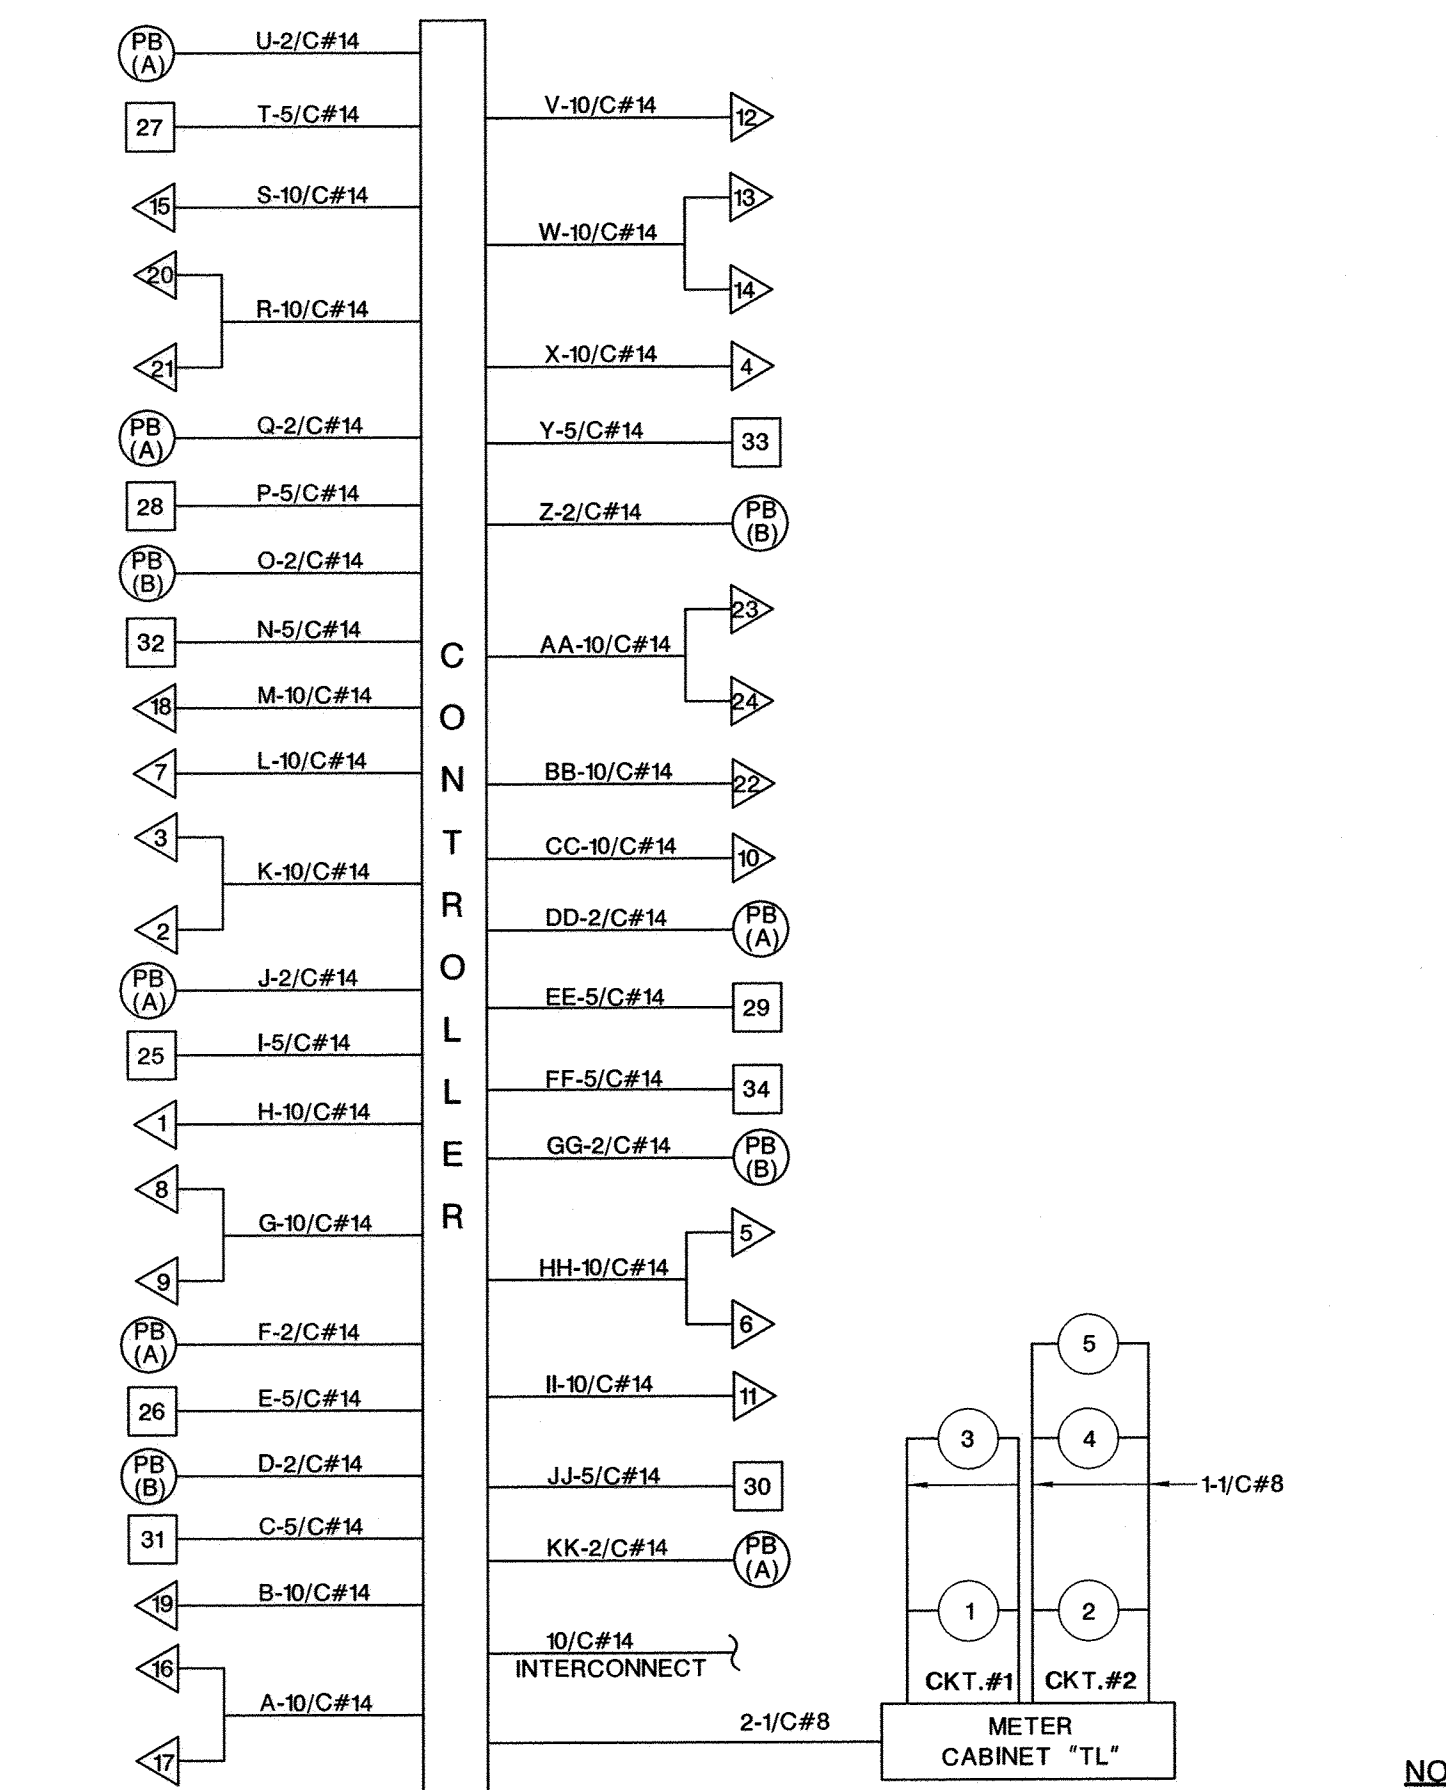 PB
(A)
U-2/C#14
27
T-5/C#14
15
S-10/C#14
20
21
R-10/C#14
PB
(A)
Q-2/C#14
28
P-5/C#14
PB
(B)
O-2/C#14
32
N-5/C#14
18
M-10/C#14
7
L-10/C#14
3
2
K-10/C#14
PB
(A)
J-2/C#14
25
I-5/C#14
1
H-10/C#14
8
9
G-10/C#14
PB
(A)
F-2/C#14
26
E-5/C#14
PB
(B)
D-2/C#14
31
C-5/C#14
19
B-10/C#14
16
17
A-10/C#14
CONTROLLER
V-10/C#14
12
W-10/C#14
13
14
X-10/C#14
4
Y-5/C#14
33
Z-2/C#14
PB
(B)
AA-10/C#14
23
24
BB-10/C#14
22
CC-10/C#14
10
DD-2/C#14
PB
(A)
EE-5/C#14
29
FF-5/C#14
34
GG-2/C#14
PB
(B)
HH-10/C#14
5
6
II-10/C#14
11
JJ-5/C#14
30
KK-2/C#14
PB
(A)
10/C#14
INTERCONNECT
2-1/C#8
5
3
4
1-1/C#8
1
2
CKT.#1
CKT.#2
METER
CABINET "TL"
NO